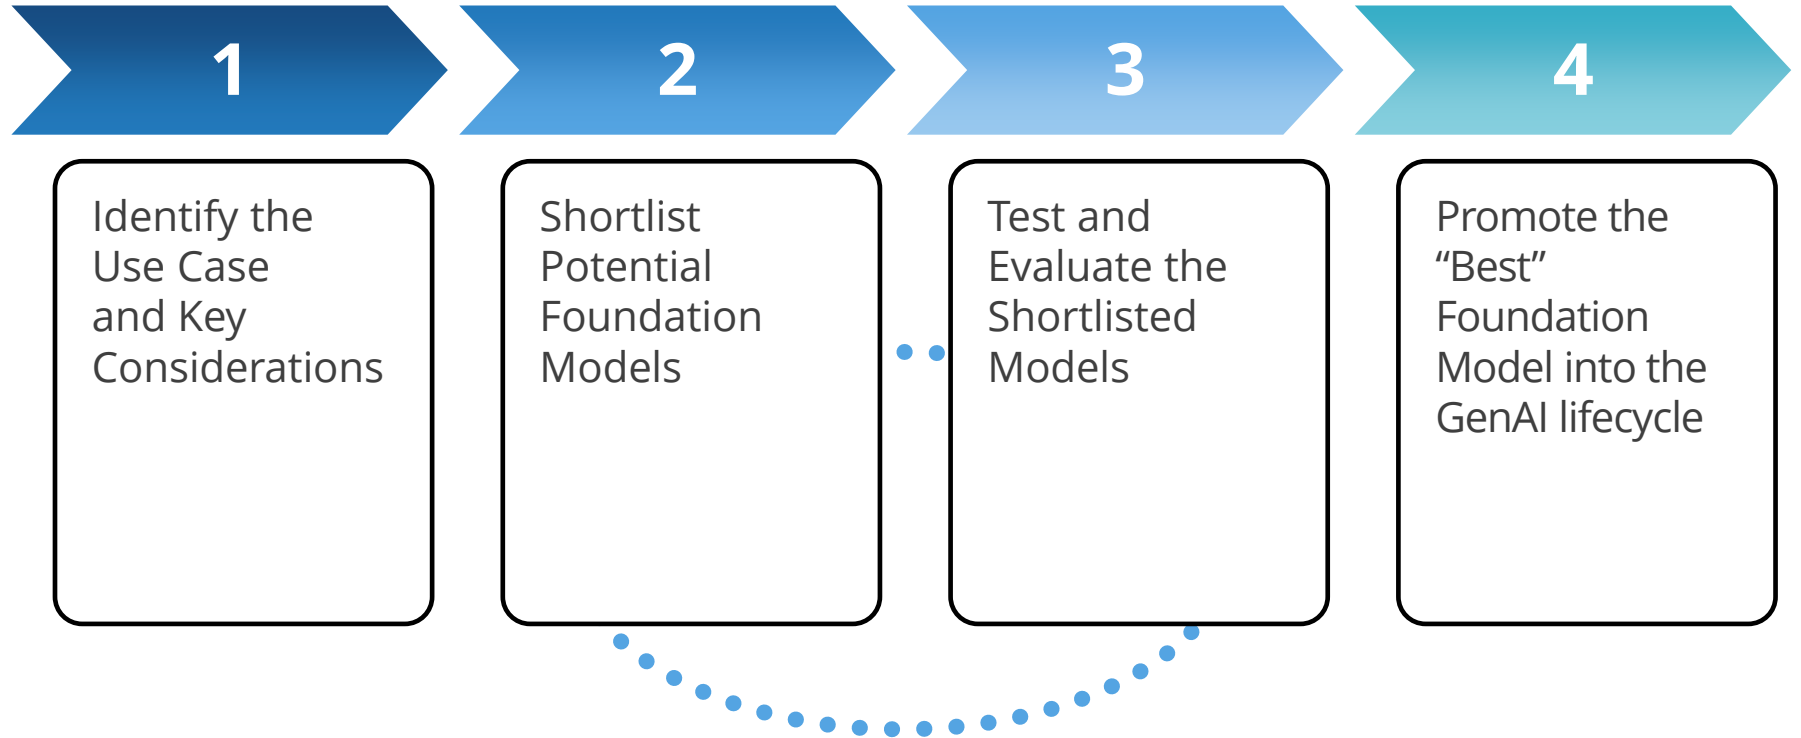 1
2
3
4
Identify the
Use Case
and Key
Considerations
Shortlist
Potential
Foundation
Models
Test and
Evaluate the
Shortlisted
Models
Promote the
“Best”
Foundation
Model into the
GenAI lifecycle